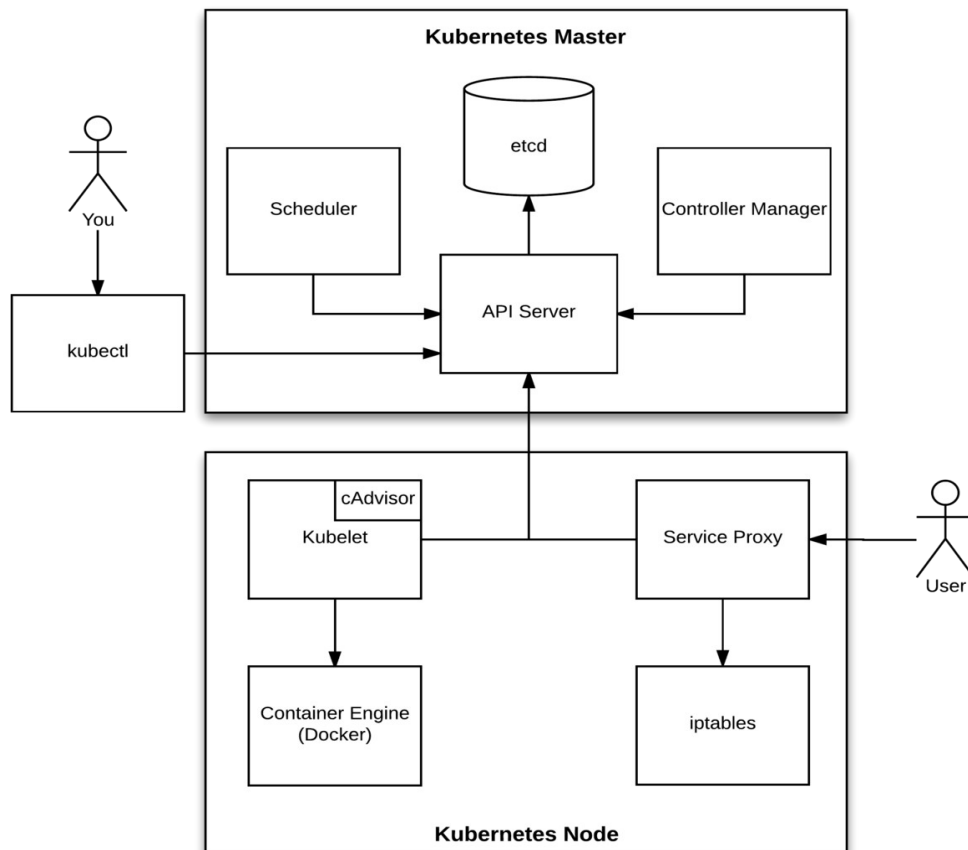 Kubernetes Master
etcd
Scheduler
Controller Manager
You
API Server
kubectl
cAdvisor
Kubelet
Service Proxy
User
Container Engine
(Docker)
iptables
Kubernetes Node